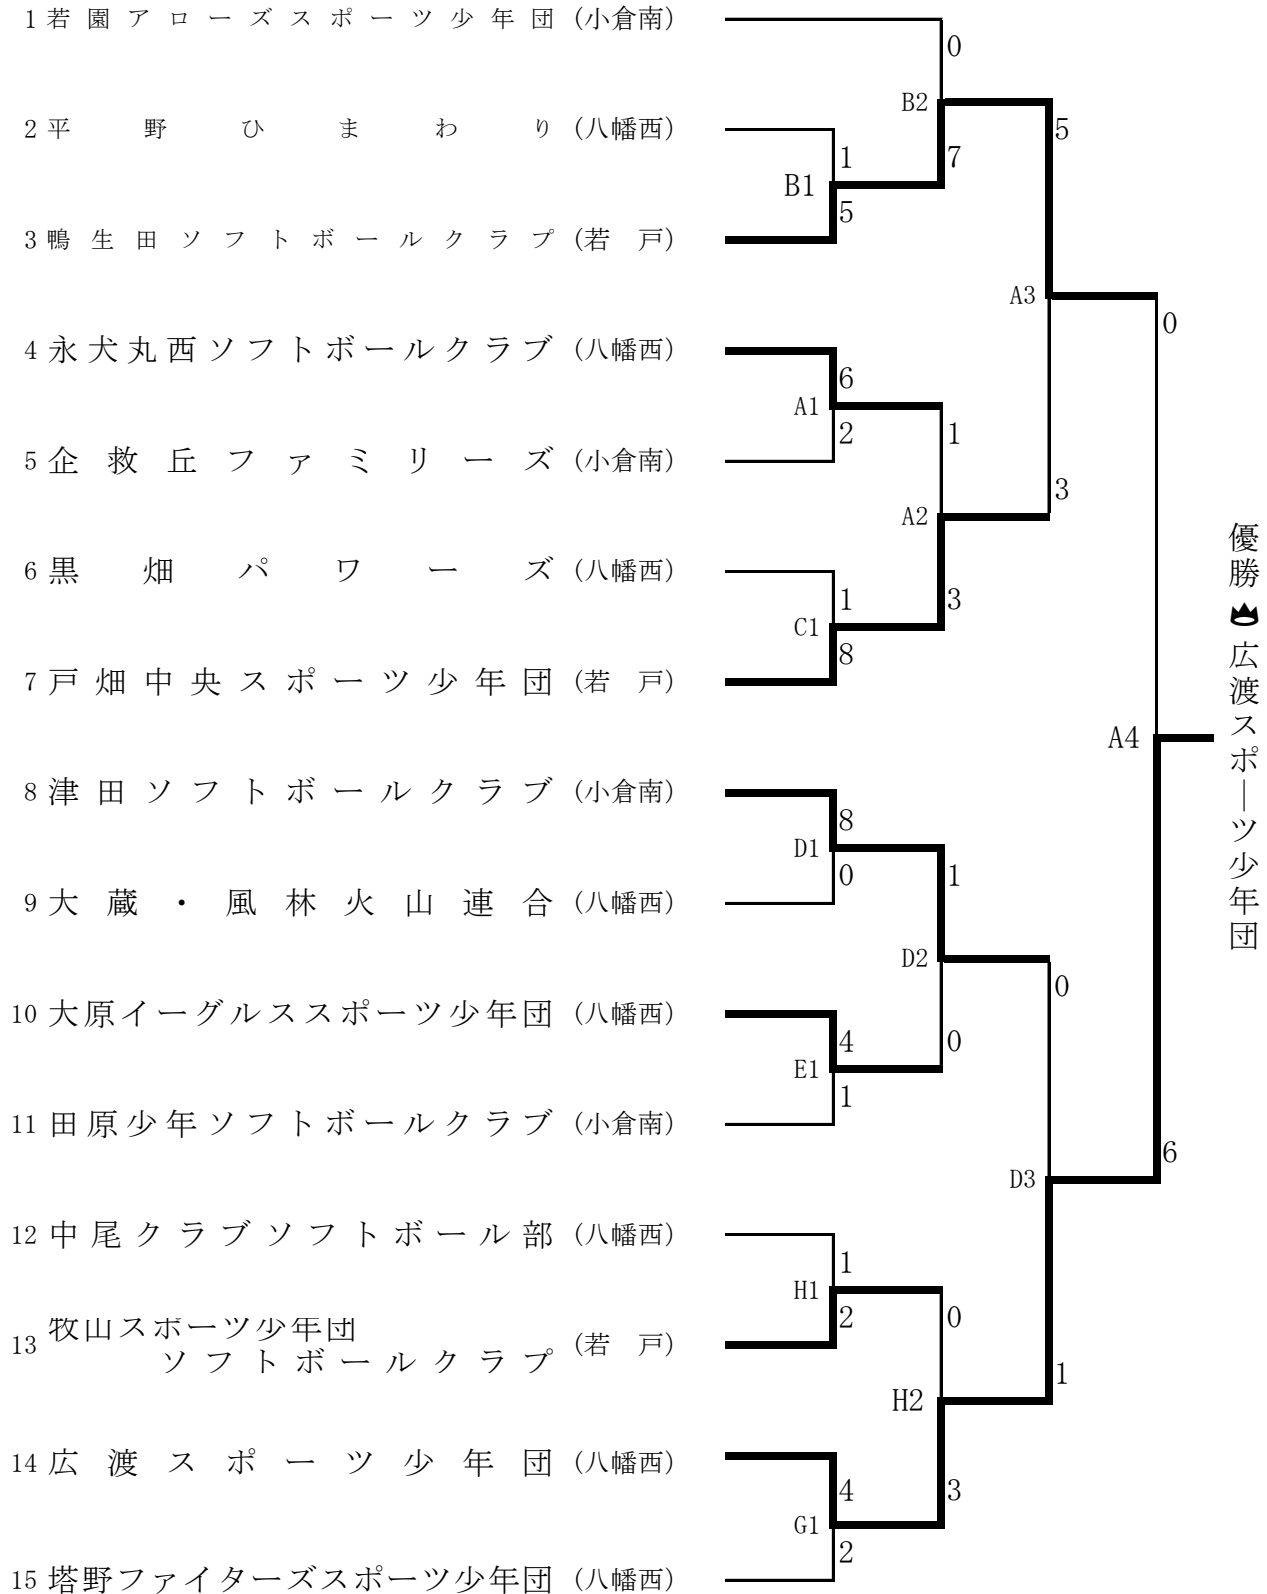 1 若園アローズスポーツ少年団 (小倉南)
0
B2
2 平野ひまわり (八幡西)
5
1
7
B1
5
3 鴨生田ソフトボールクラプ (若 戸)
A3
0
4 永犬丸西ソフトボールクラブ (八幡西)
6
A1
2
1
5 企救丘ファミリーズ (小倉南)
3
A2
6 黒畑パワーズ (八幡西)
1
3
C1
8
7 戸畑中央スポーツ少年団 (若 戸)
A4
優勝 広渡スポーツ少年団
8 津田ソフトボールクラブ (小倉南)
8
D1
0
1
9 大蔵・風林火山連合 (八幡西)
D2
0
10 大原イーグルススポーツ少年団 (八幡西)
4
0
E1
1
11 田原少年ソフトボールクラブ (小倉南)
6
D3
12 中尾クラブソフトボール部 (八幡西)
1
H1
2
0
13 牧山スポーツ少年団
ソフトボールクラプ (若 戸)
1
H2
14 広渡スポーツ少年団 (八幡西)
4
3
G1
2
15 塔野ファイターズスポーツ少年団 (八幡西)